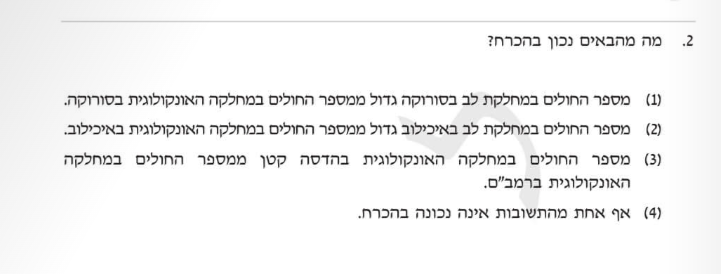 2. מה מהבאים נכון בהכרח?
(1) מספר החולים במחלקת לב בסורוקה גדול ממספר החולים במחלקה האונקולוגית בסורוקה.
(2) מספר החולים במחלקת לב באיכילוב גדול ממספר החולים במחלקה האונקולוגית באיכילוב.
(3) מספר החולים במחלקה האונקולוגית בהדסה קטן ממספר החולים במחלקה
האונקולוגית ברמב"ם.
(4) אף אחת מהתשובות אינה נכונה בהכרח.